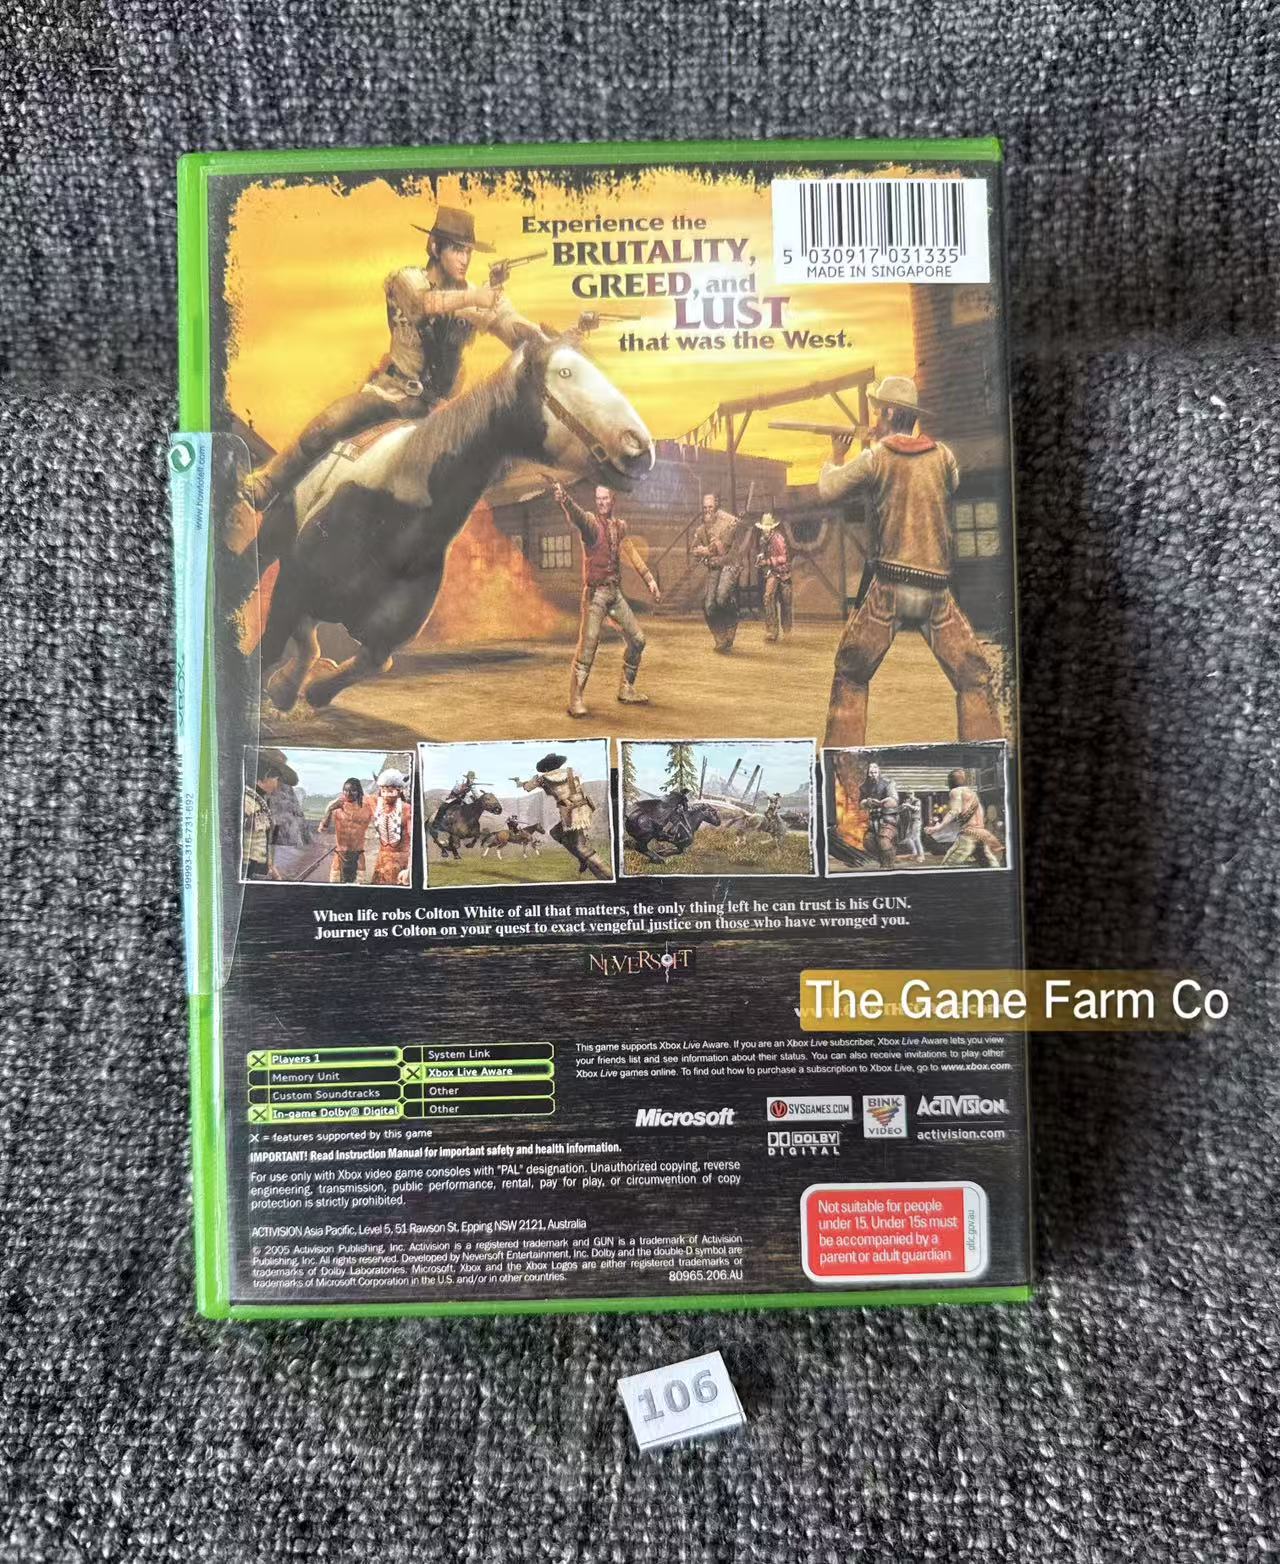 Experience the
BRUTALITY,
GREED, and
LUST
that was the West.
5 030917 031335
MADE IN SINGAPORE
99993-316-731-692
When life robs Colton White of all that matters, the only thing left he can trust is his GUN.
Journey as Colton on your quest to exact vengeful justice on those who have wronged you.
NEVERSOFT
The Game Farm Co
Players 1
Memory Unit
Custom Soundtracks
In-game Dolby® Digital
System Link
Xbox Live Aware
Other
Other
X = features supported by this game
This game supports Xbox Live Aware. If you are an Xbox Live subscriber, Xbox Live Aware lets you view
your friends list and see information about their status. You can also receive invitations to play other
Xbox Live games online. To find out how to purchase a subscription to Xbox Live, go to www.xbox.com.
IMPORTANT! Read Instruction Manual for important safety and health information.
For use only with Xbox video game consoles with "PAL" designation. Unauthorized copying, reverse
engineering, transmission, public performance, rental, pay for play, or circumvention of copy
protection is strictly prohibited.
Microsoft
SVSGAMES.COM
BINK
VIDEO
ACTIVISION.
activision.com
DOLBY
DIGITAL
ACTIVISION Asia Pacific, Level 5, 51 Rawson St, Epping NSW 2121, Australia
© 2005 Activision Publishing, Inc. Activision is a registered trademark and GUN is a trademark of Activision
Publishing, Inc. All rights reserved. Developed by Neversoft Entertainment, Inc. Dolby and the double-D symbol are
trademarks of Dolby Laboratories. Microsoft, Xbox and the Xbox Logos are either registered trademarks or
trademarks of Microsoft Corporation in the U.S. and/or in other countries.
80965.206.AU
Not suitable for people
under 15. Under 15s must
be accompanied by a
parent or adult guardian
oflc.gov.au
106